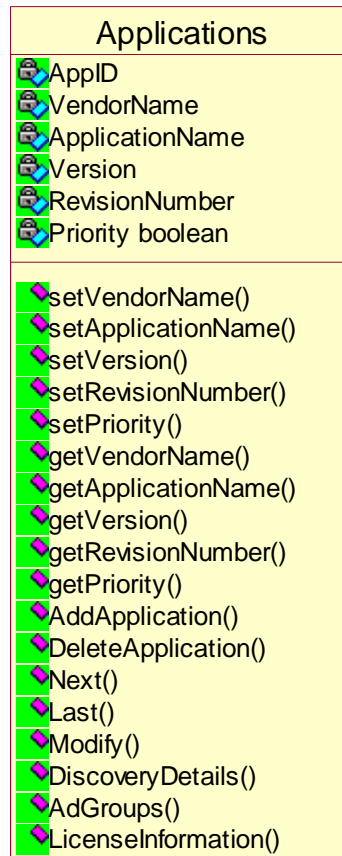 Applications
AppID
VendorName
ApplicationName
Version
RevisionNumber
Priority boolean
setVendorName()
setApplicationName()
setVersion()
setRevisionNumber()
setPriority()
getVendorName()
getApplicationName()
getVersion()
getRevisionNumber()
getPriority()
AddApplication()
DeleteApplication()
Next()
Last()
Modify()
DiscoveryDetails()
AdGroups()
LicenseInformation()